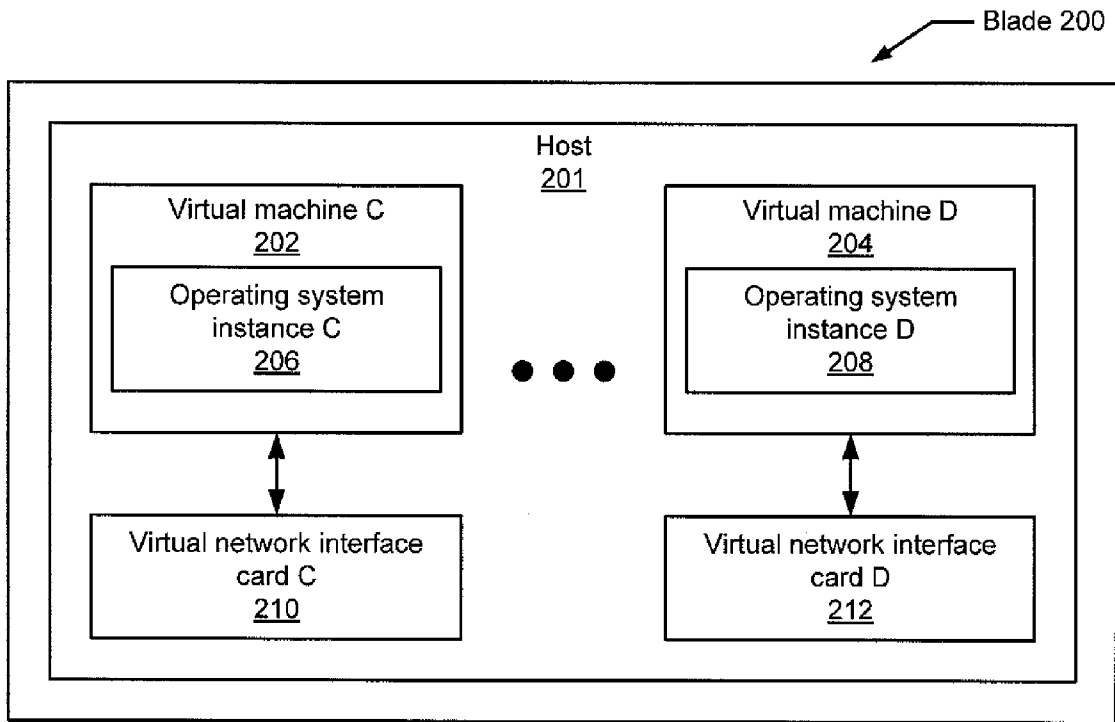 Blade 200
Host
201
Virtual machine C
202
Operating system
instance C
206
Virtual network interface
card C
210
Virtual machine D
204
Operating system
instance D
208
Virtual network interface
card D
212